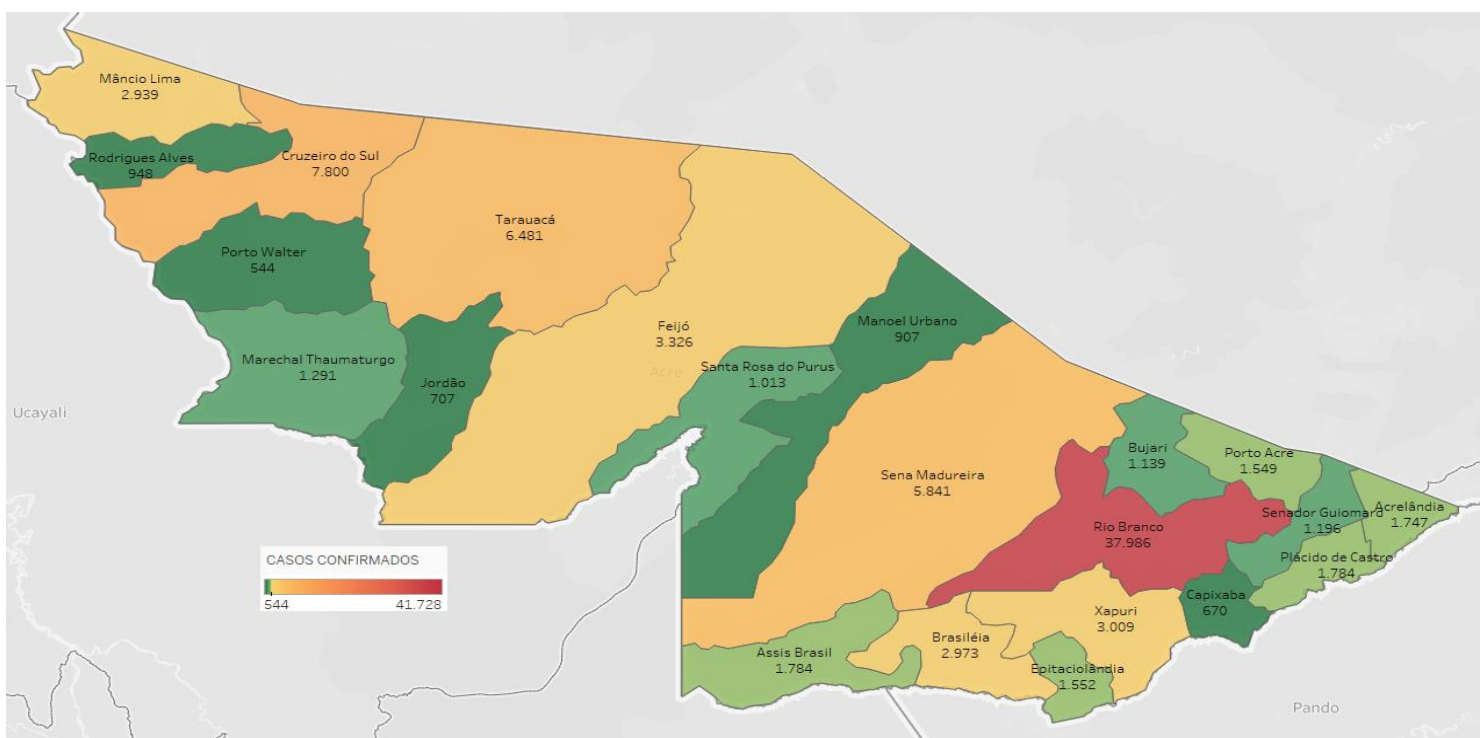 Mâncio Lima
2.939
Rodrigues Alves
948
Cruzeiro do Sul
7.800
Tarauacá
6.481
Porto Walter
544
Marechal Thaumaturgo
1.291
Jordão
707
Feijó
3.326
Acre
Manoel Urbano
907
Santa Rosa do Purus
1.013
Ucayali
Sena Madureira
5.841
Bujari
1.139
Porto Acre
1.549
Rio Branco
37.986
Senador Guiomard
1.196
Acrelândia
1.747
Plácido de Castro
1.784
Capixaba
670
Xapuri
3.009
Brasiléia
2.973
Assis Brasil
1.784
Epitaciolândia
1.552
Pando
CASOS CONFIRMADOS
544 41.728